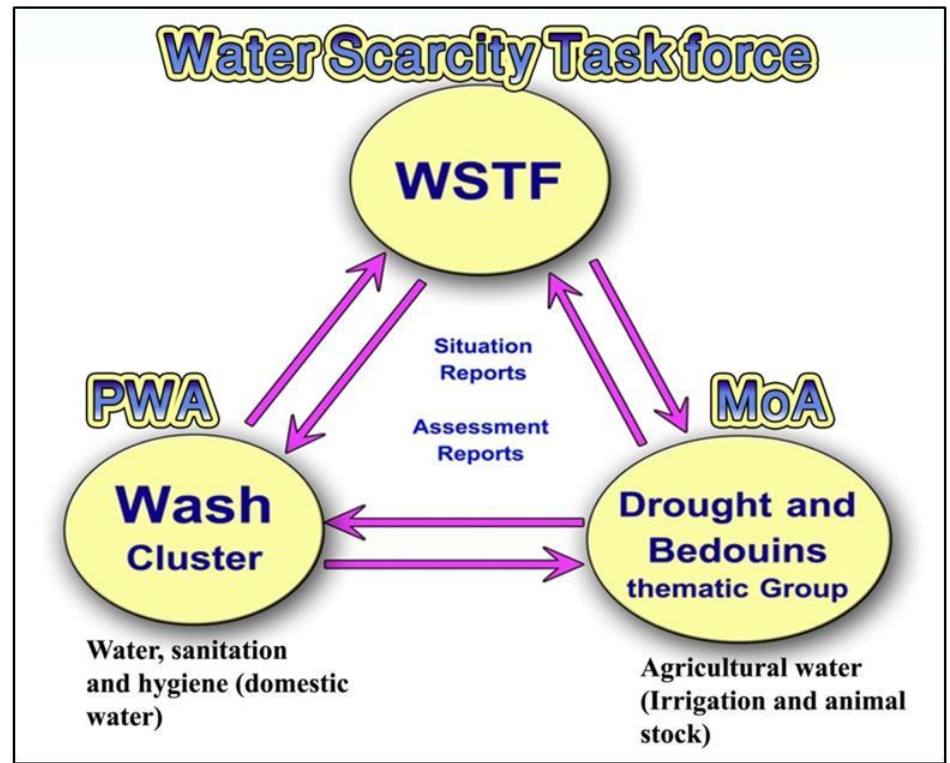 Water Scarcity Task force
WSTF
Situation
Reports
Assessment
Reports
PWA
Wash
Cluster
Water, sanitation
and hygiene (domestic
water)
MoA
Drought and
Bedouins
thematic Group
Agricultural water
(Irrigation and animal
stock)